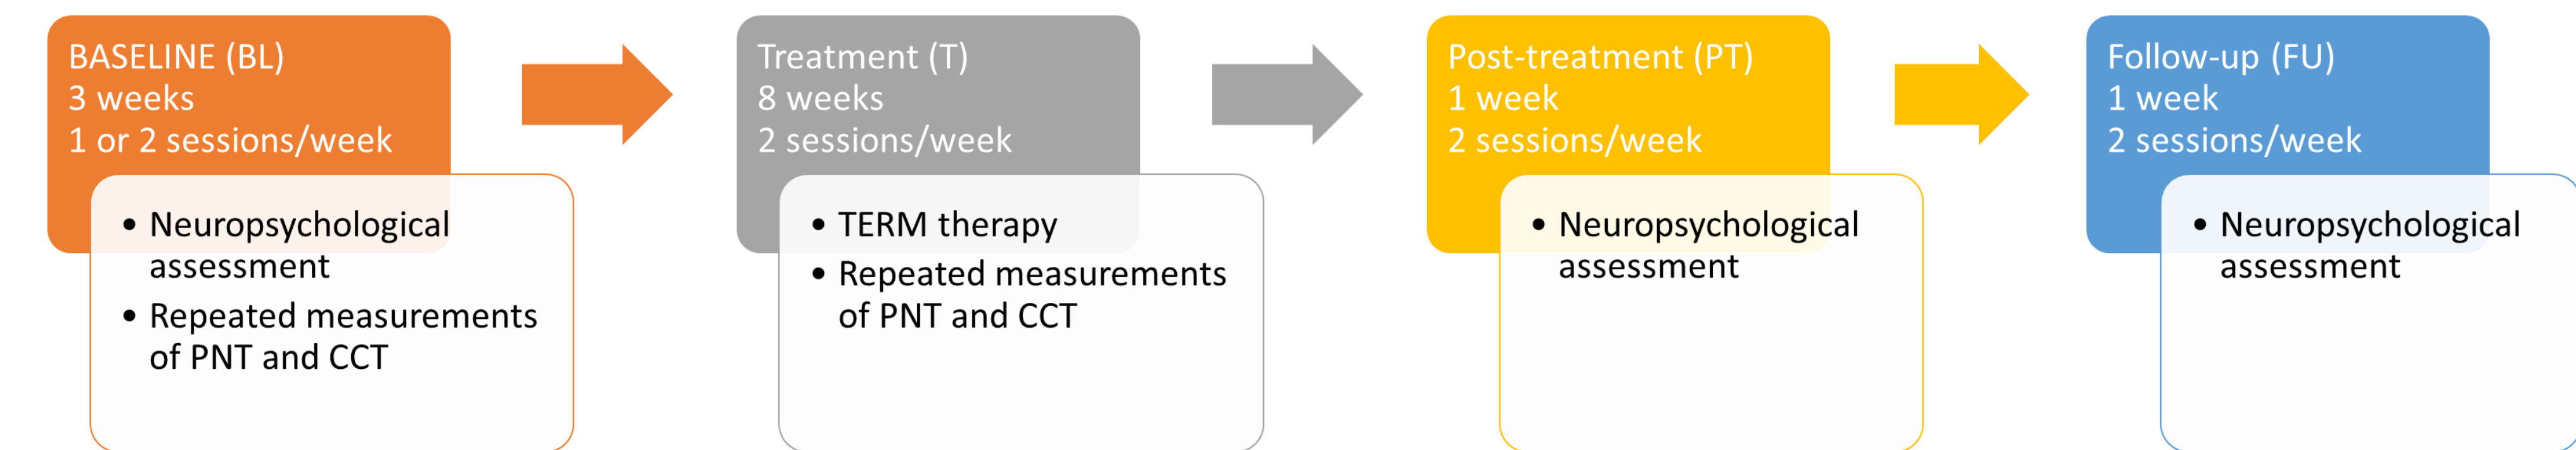 BASELINE (BL)
3 weeks
1 or 2 sessions/week
• Neuropsychological
assessment
• Repeated measurements
of PNT and CCT
Treatment (T)
8 weeks
2 sessions/week
• TERM therapy
• Repeated measurements
of PNT and CCT
Post-treatment (PT)
1 week
2 sessions/week
• Neuropsychological
assessment
Follow-up (FU)
1 week
2 sessions/week
• Neuropsychological
assessment